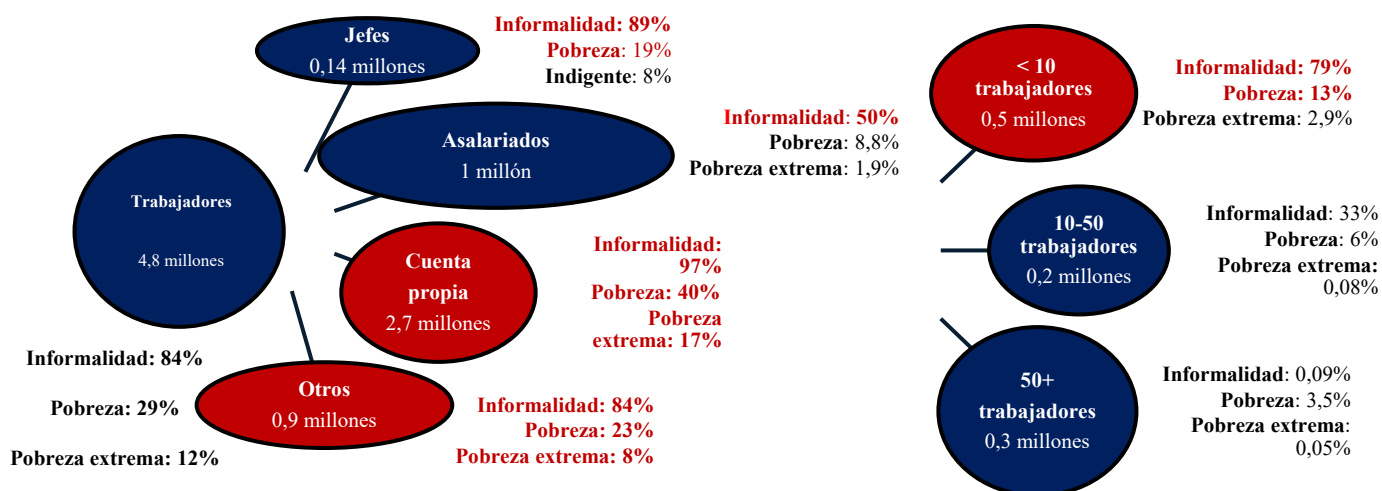 Jefes
0,14 millones
Informalidad: 89%
Pobreza: 19%
Indigente: 8%
Asalariados
1 millón
Informalidad: 50%
Pobreza: 8,8%
Pobreza extrema: 1,9%
Trabajadores
4,8 millones
Informalidad: 84%
Pobreza: 29%
Pobreza extrema: 12%
Cuenta
propia
2,7 millones
Informalidad:
97%
Pobreza: 40%
Pobreza
extrema: 17%
Otros
0,9 millones
Informalidad: 84%
Pobreza: 23%
Pobreza extrema: 8%
< 10
trabajadores
0,5 millones
Informalidad: 79%
Pobreza: 13%
Pobreza extrema: 2,9%
10-50
trabajadores
0,2 millones
Informalidad: 33%
Pobreza: 6%
Pobreza extrema:
0,08%
50+
trabajadores
0,3 millones
Informalidad: 0,09%
Pobreza: 3,5%
Pobreza extrema:
0,05%